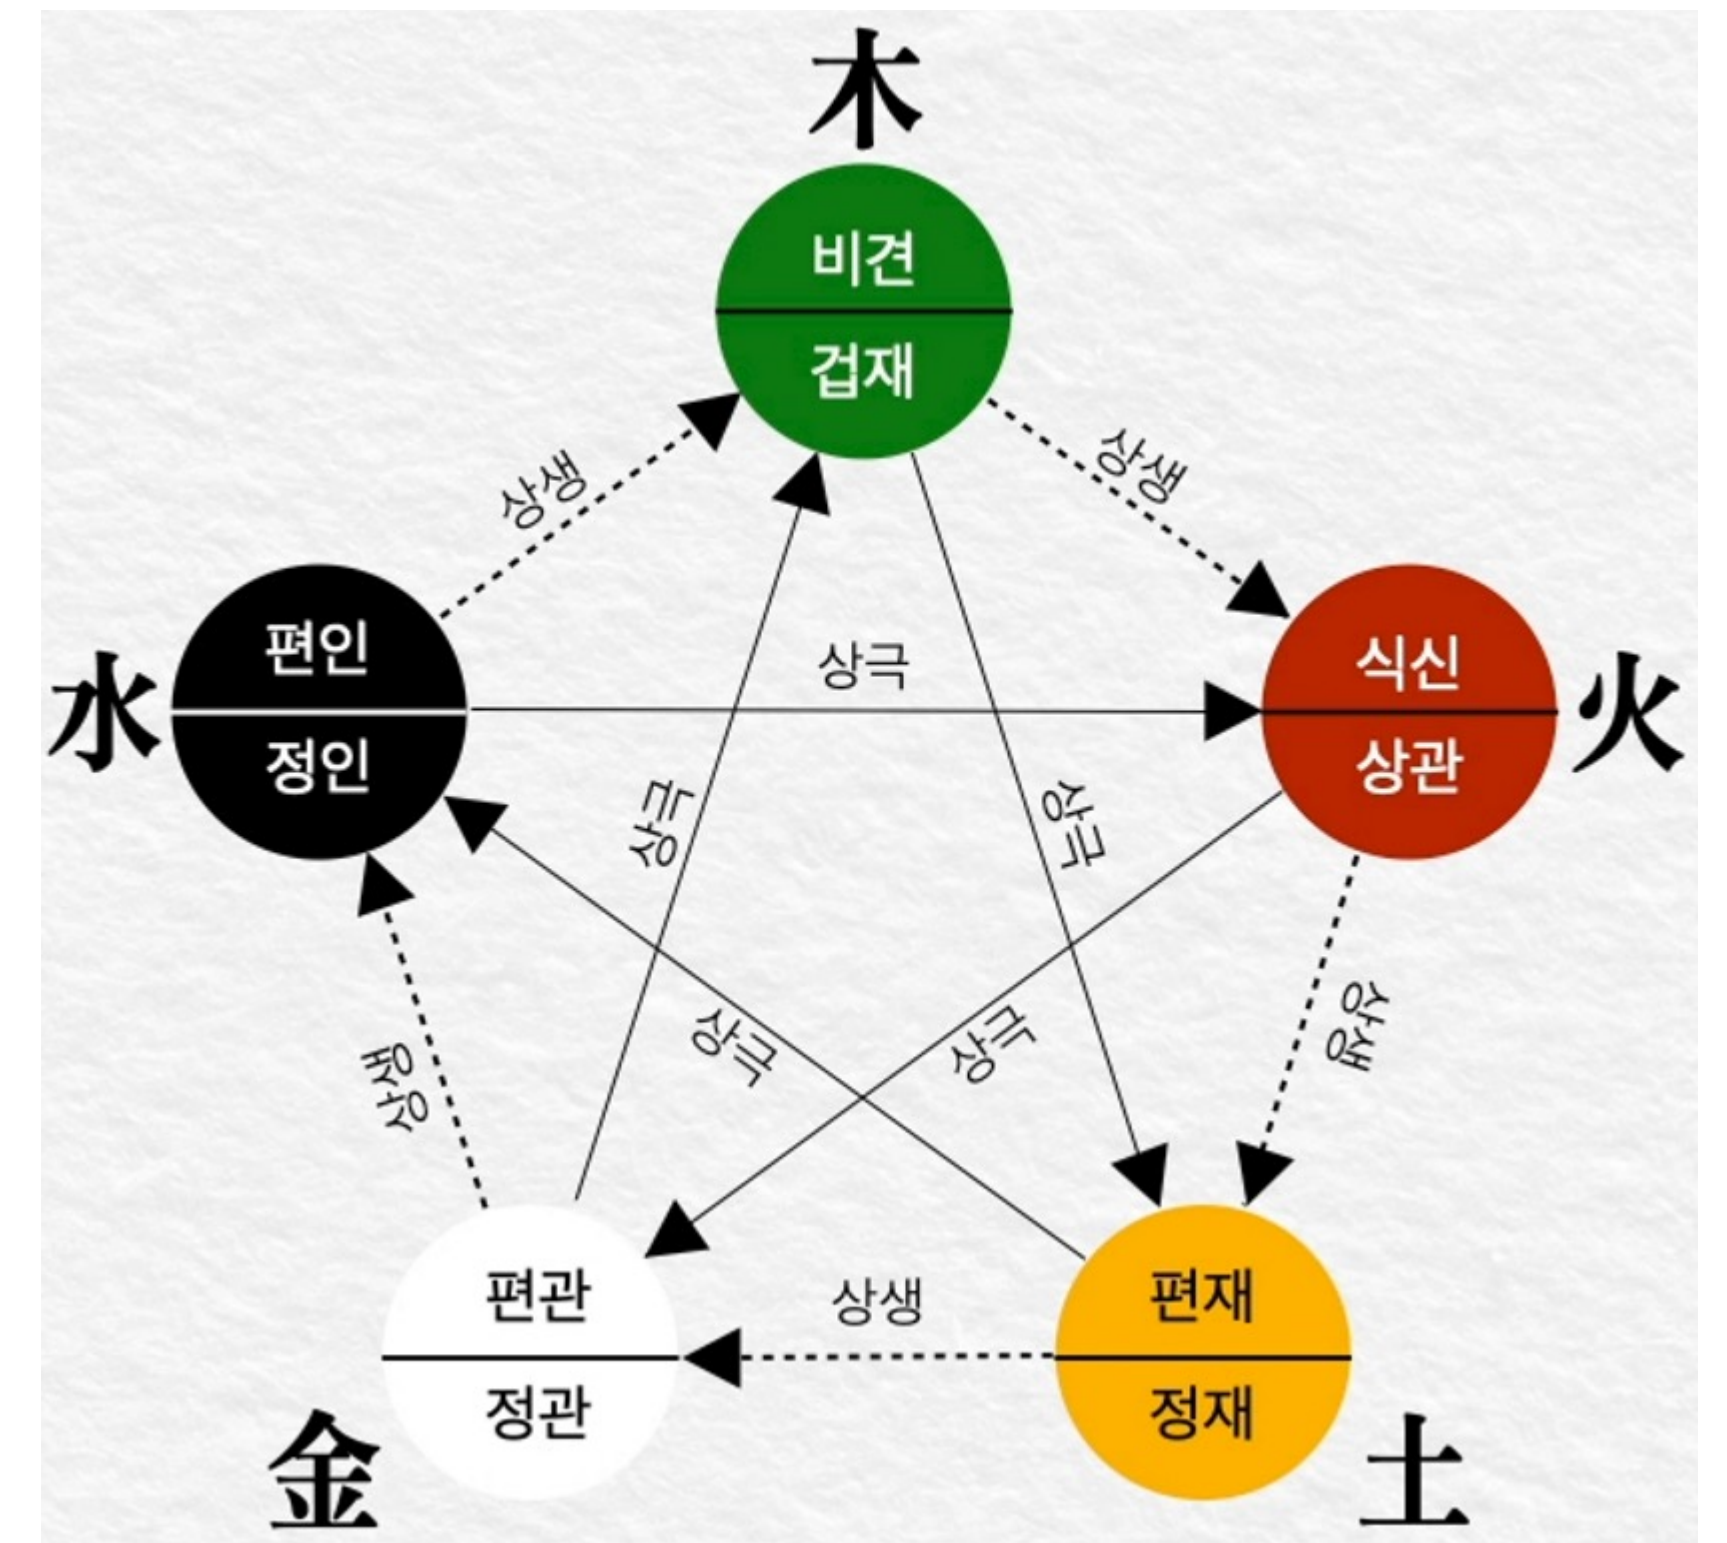 木
비견
겁재
상생
상생
水
편인
정인
상극
식신
상관
火
상극
상극
상생
상극
상극
상생
편관
정관
상생
편재
정재
金
土